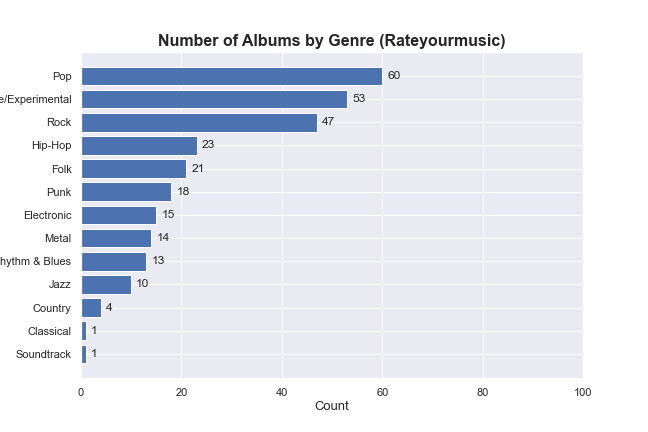 Number of Albums by Genre (Rateyourmusic)
Pop 60
e/Experimental 53
Rock 47
Hip-Hop 23
Folk 21
Punk 18
Electronic 15
Metal 14
hythm & Blues 13
Jazz 10
Country 4
Classical 1
Soundtrack 1
0 20 40 60 80 100
Count